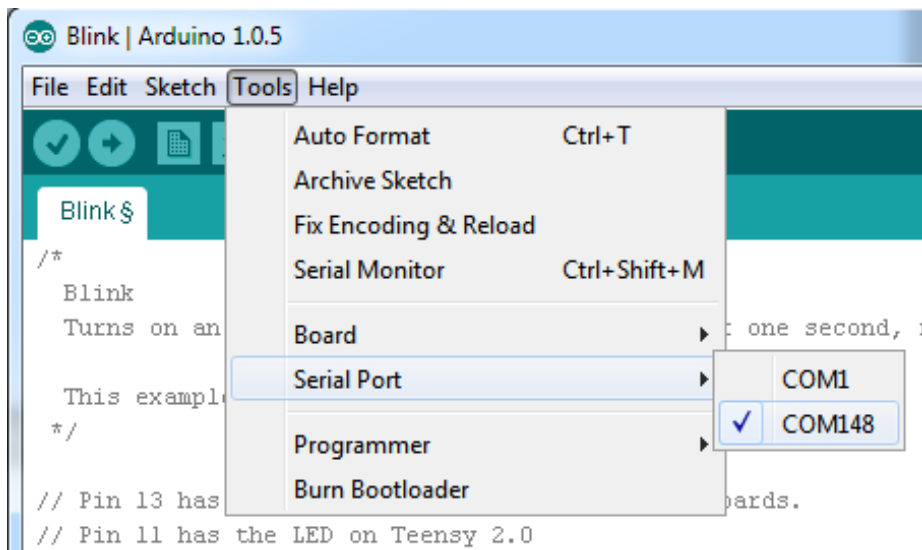 Blink | Arduino 1.0.5
File Edit Sketch Tools Help
Auto Format Ctrl+T
Archive Sketch
Blink §
Fix Encoding & Reload
/*
Serial Monitor Ctrl+Shift+M
Blink
Turns on an one second,
Board
Serial Port COM1
This
*/
COM148
Programmer
Burn Bootloader
// Pin 13 has
// Pin 11 has the LED on Teensy 2.0